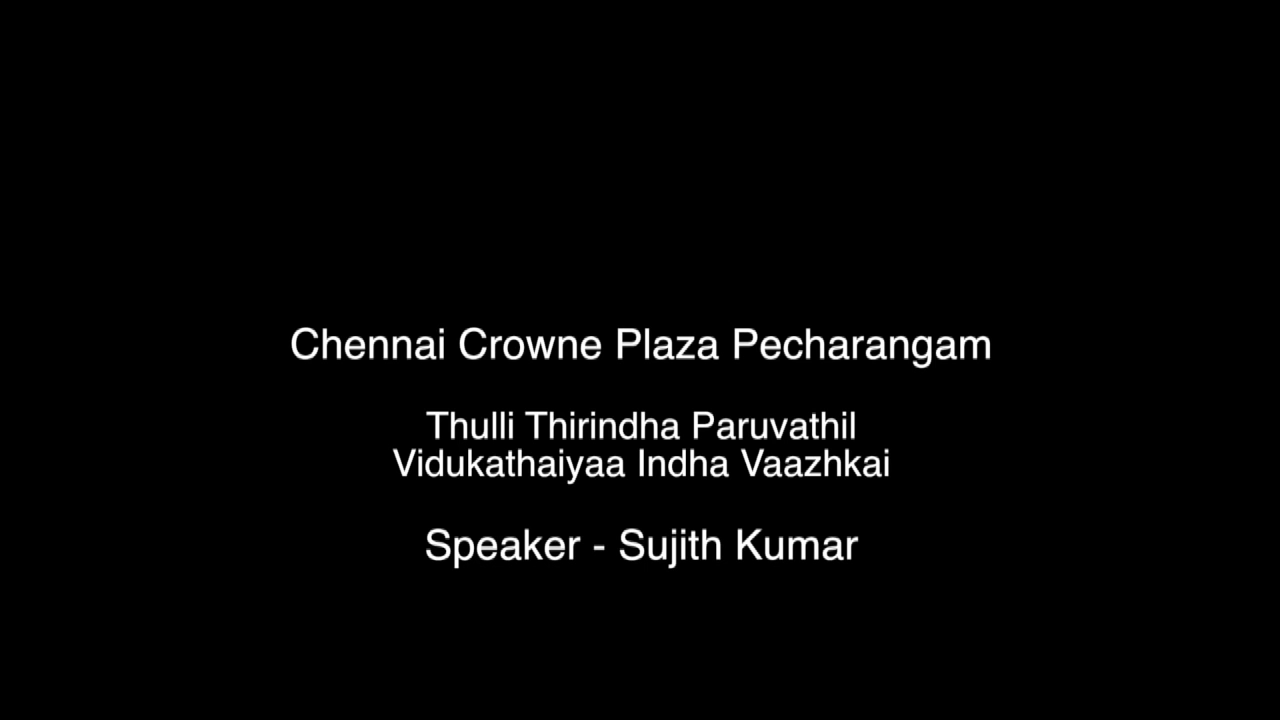 Chennai Crowne Plaza Pecharangam
Thulli Thirindha Paruvathil
Vidukathaiyaa Indha Vaazhkai
Speaker - Sujith Kumar